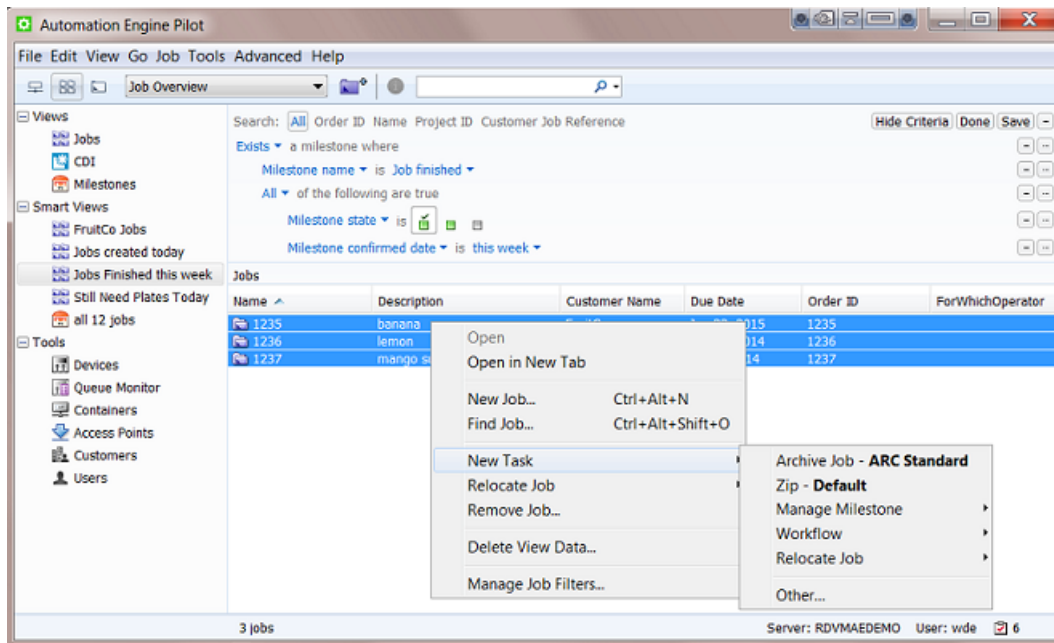 Automation Engine Pilot
File Edit View Go Job Tools Advanced Help
Job Overview
Views
Jobs
CDI
Milestones
Smart Views
FruitCo Jobs
Jobs created today
Jobs Finished this week
Still Need Plates Today
all 12 jobs
Tools
Devices
Queue Monitor
Containers
Access Points
Customers
Users
Search: All Order ID Name Project ID Customer Job Reference Hide Criteria Done Save
Exists a milestone where
Milestone name is Job finished
All of the following are true
Milestone state is
Milestone confirmed date is this week
Jobs
Name Description Customer Name Due Date Order ID ForWhichOperator
1235 banana 2015 1235
1236 lemon 1236
1237 mango 1237
Open
Open in New Tab
New Job... Ctrl+Alt+N
Find Job... Ctrl+Alt+Shift+O
New Task
Relocate Job
Remove Job...
Delete View Data...
Manage Job Filters...
Archive Job - ARC Standard
Zip - Default
Manage Milestone
Workflow
Relocate Job
Other...
3 jobs Server: RDVMAEDEMO User: wde 6